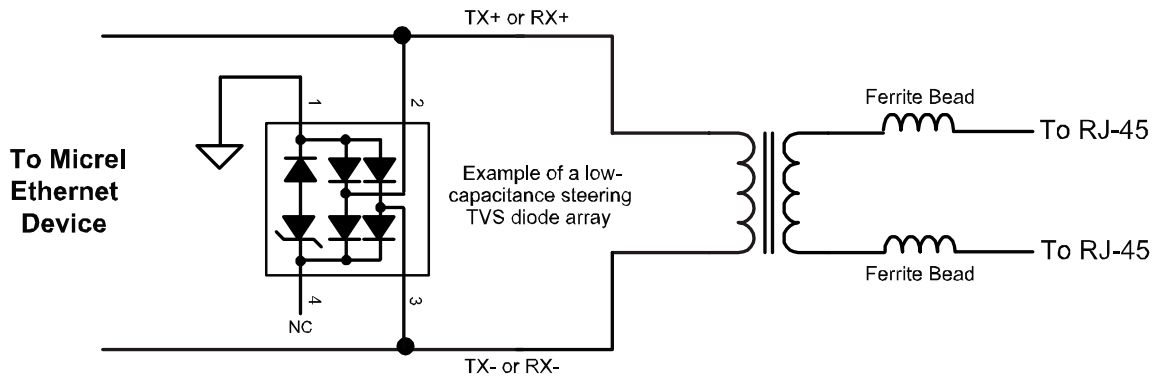 TX+ or RX+
1
2
Ferrite Bead
To RJ-45
To Micrel
Ethernet
Device
Example of a low-
capacitance steering
TVS diode array
To RJ-45
Ferrite Bead
4
3
NC
TX- or RX-